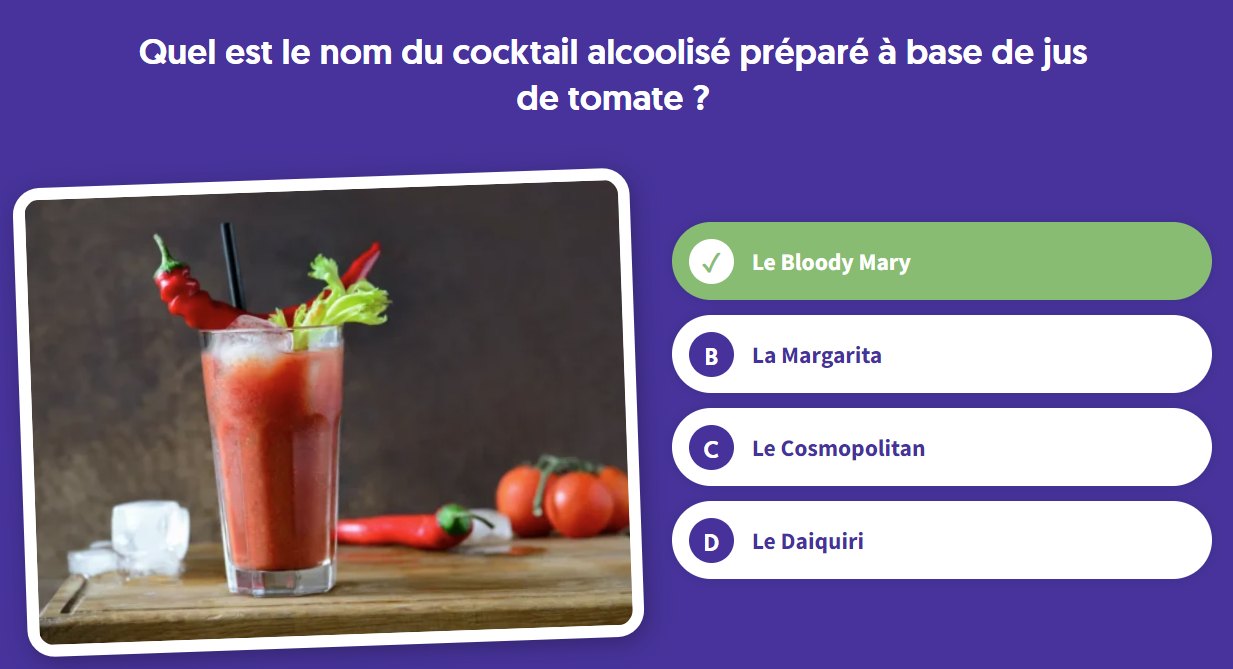 Quel est le nom du cocktail alcoolisé préparé à base de jus
de tomate ?
✓ Le Bloody Mary
B La Margarita
C Le Cosmopolitan
D Le Daiquiri